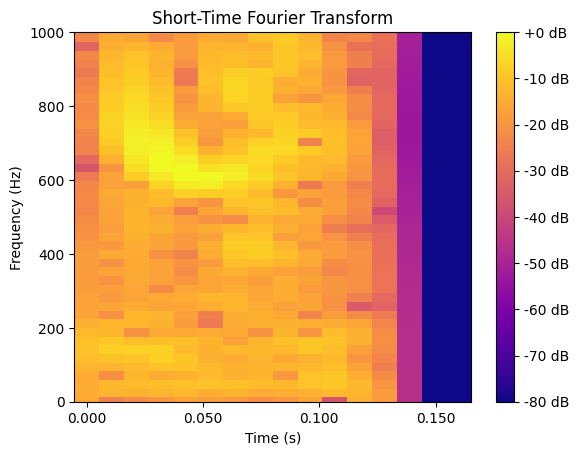 Short-Time Fourier Transform
1000
800
600
400
200
0
Frequency (Hz)
0.000
0.050
0.100
0.150
Time (s)
+0 dB
-10 dB
-20 dB
-30 dB
-40 dB
-50 dB
-60 dB
-70 dB
-80 dB